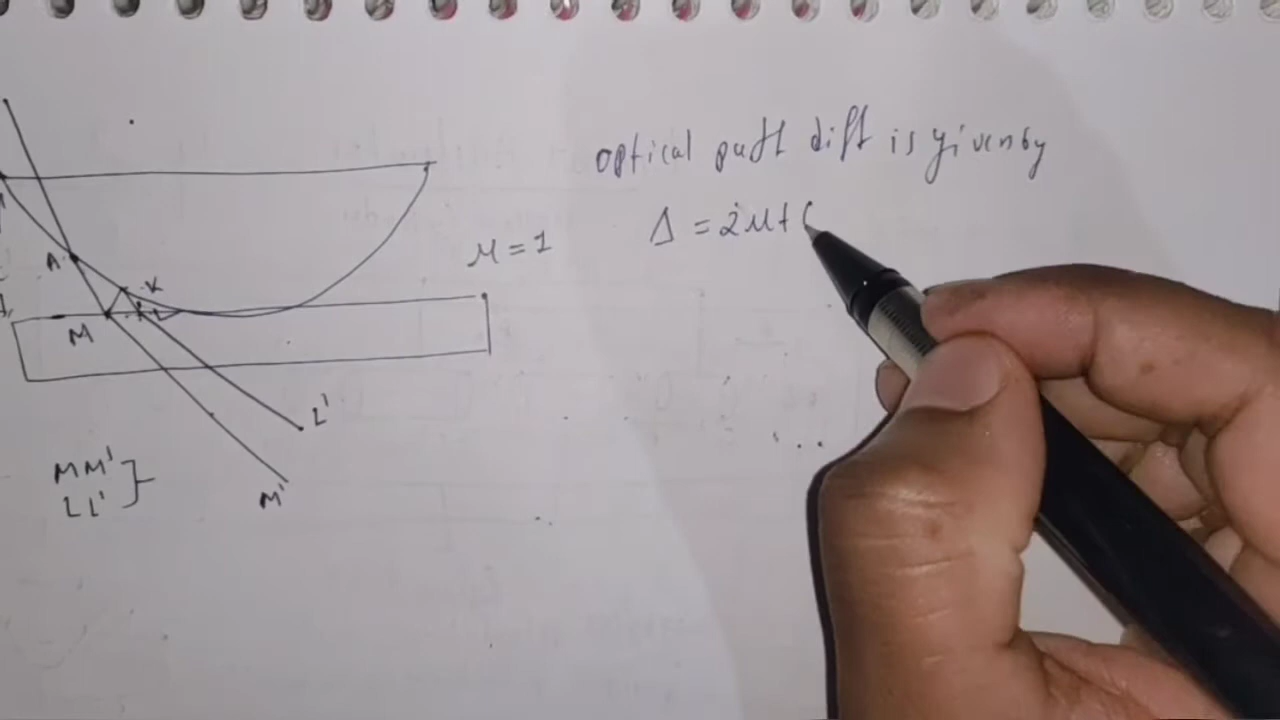 optical path diff is given by
Δ = 2μt (
μ = 1
A
K
L
M
L'
M'
MM'
LL'